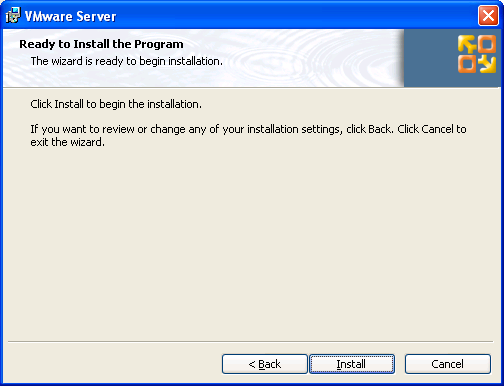 VMware Server
Ready to Install the Program
The wizard is ready to begin installation.
Click Install to begin the installation.
If you want to review or change any of your installation settings, click Back. Click Cancel to
exit the wizard.
< Back
Install
Cancel